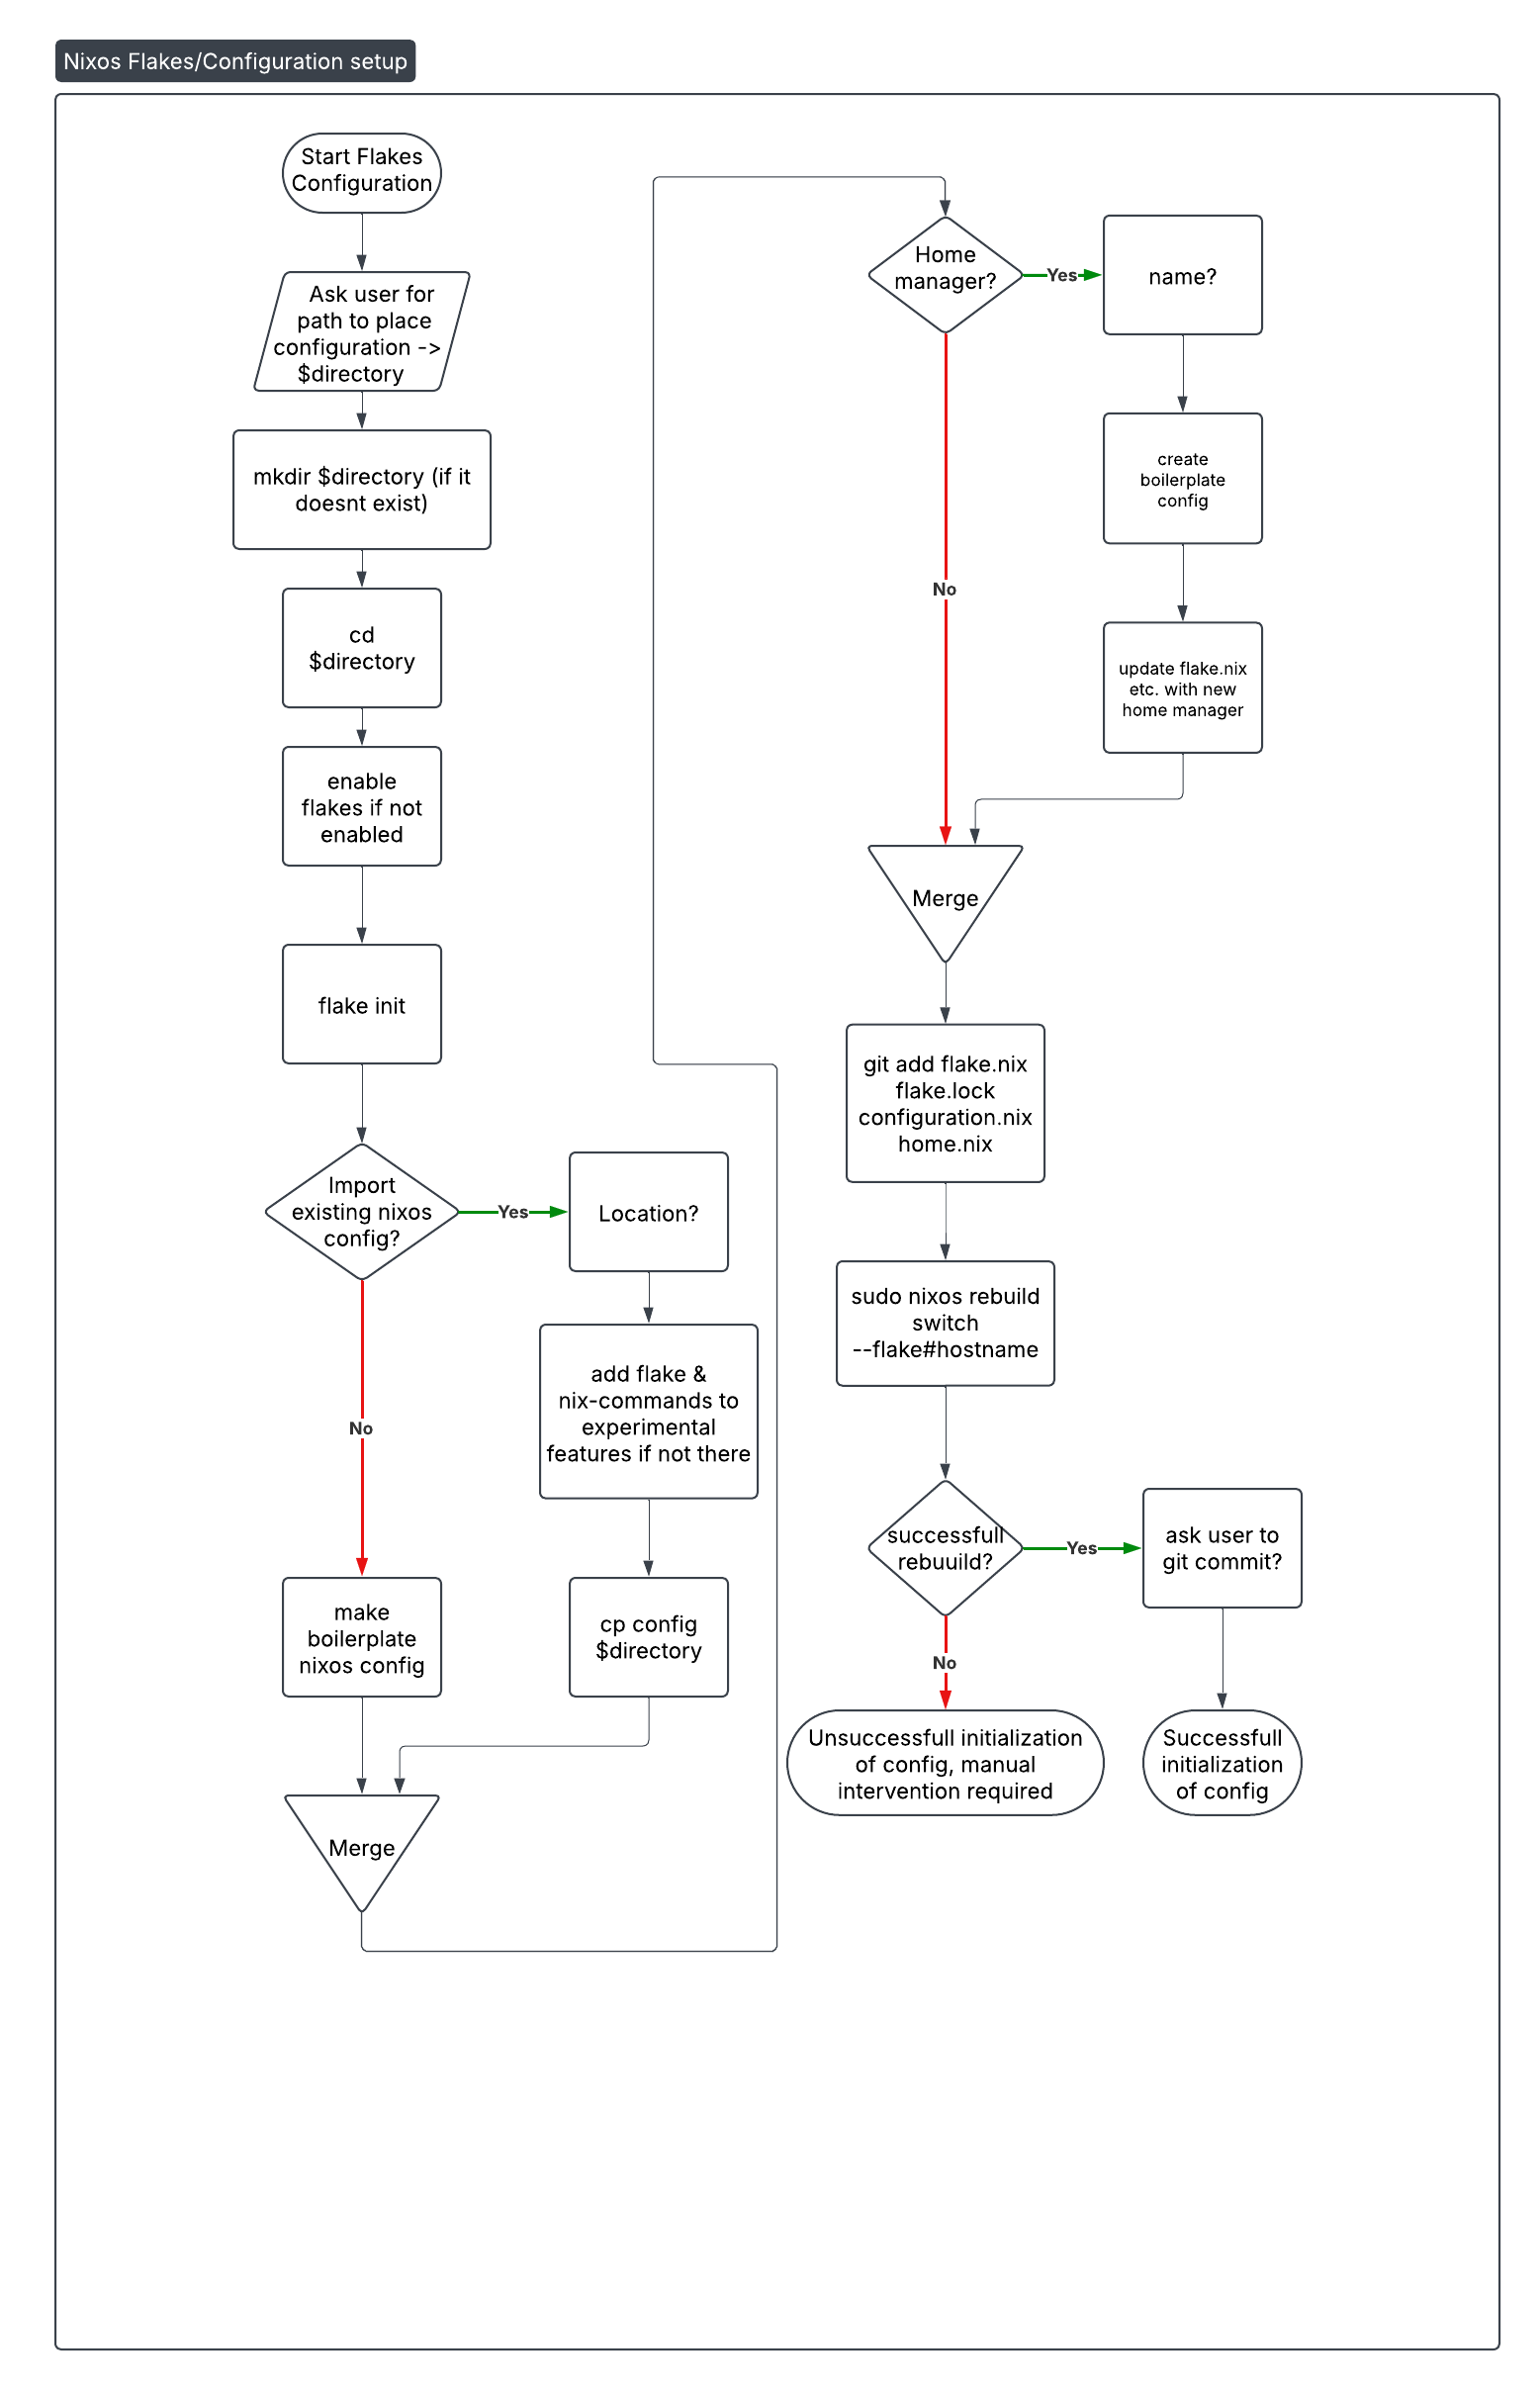 Nixos Flakes/Configuration setup
Start Flakes
Configuration
Ask user for
path to place
configuration ->
$directory
mkdir $directory (if it
doesnt exist)
cd
$directory
enable
flakes if not
enabled
flake init
Import
existing nixos
config?
Yes
Location?
add flake &
nix-commands to
experimental
features if not there
cp config
$directory
No
make
boilerplate
nixos config
Merge
Home
manager?
Yes
name?
create
boilerplate
config
update flake.nix
etc. with new
home manager
No
Merge
git add flake.nix
flake.lock
configuration.nix
home.nix
sudo nixos rebuild
switch
--flake#hostname
successfull
rebuuild?
Yes
ask user to
git commit?
No
Unsuccessfull initialization
of config, manual
intervention required
Successfull
initialization
of config